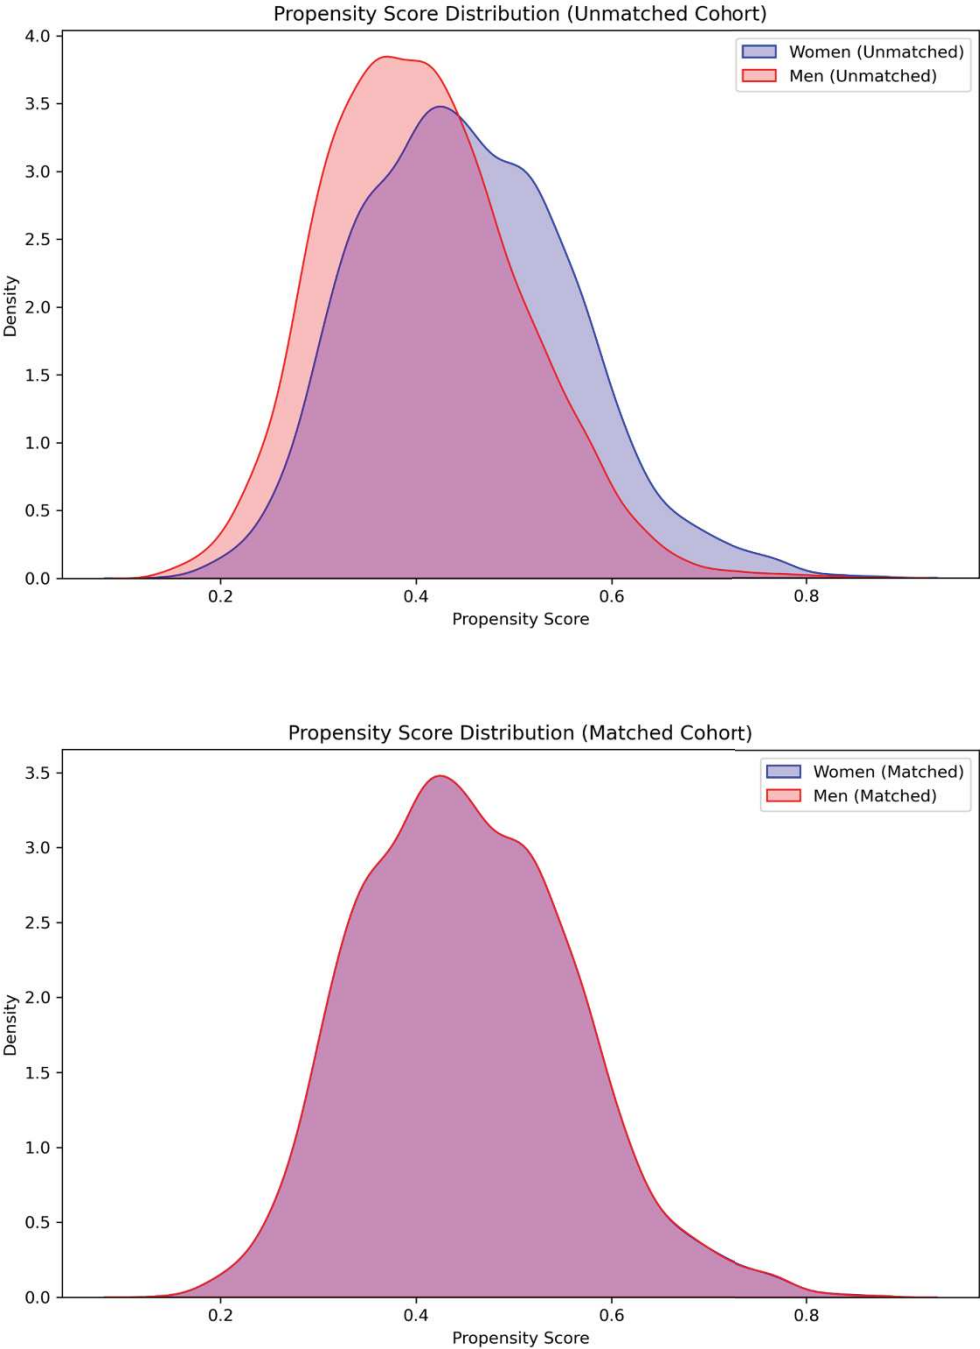 Propensity Score Distribution (Unmatched Cohort)
4.0
3.5
3.0
2.5
2.0
1.5
1.0
0.5
0.0
Density
Women (Unmatched)
Men (Unmatched)
0.2 0.4 0.6 0.8
Propensity Score
Propensity Score Distribution (Matched Cohort)
3.5
3.0
2.5
2.0
1.5
1.0
0.5
0.0
Density
Women (Matched)
Men (Matched)
0.2 0.4 0.6 0.8
Propensity Score